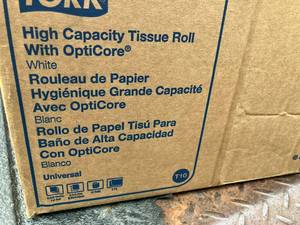 TORK
High Capacity Tissue Roll
With OptiCore®
White
Rouleau de Papier
Hygiénique Grande Capacité
Avec OptiCore
Blanc
Rollo de Papel Tisú Para
Baño de Alta Capacidad
Con OptiCore
Blanco
Universal
T10